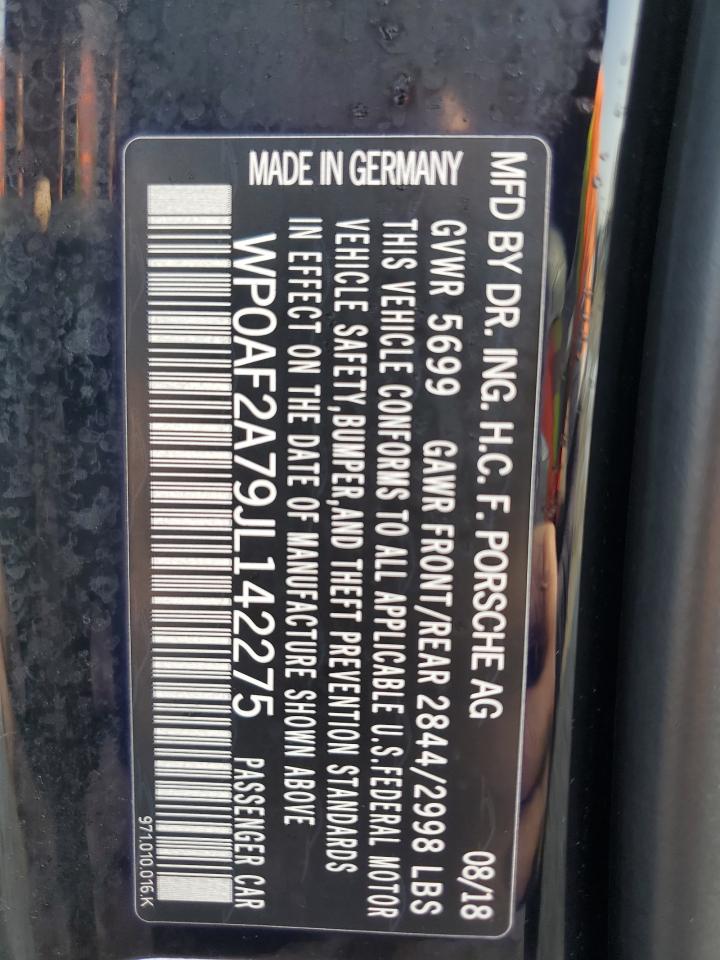 MFD BY DR. ING. H.C. F. PORSCHE AG 08/18
GVWR 5699 GAWR FRONT/REAR 2844/2998 LBS
THIS VEHICLE CONFORMS TO ALL APPLICABLE U.S.FEDERAL MOTOR
VEHICLE SAFETY,BUMPER,AND THEFT PREVENTION STANDARDS
IN EFFECT ON THE DATE OF MANUFACTURE SHOWN ABOVE
MADE IN GERMANY
WP0AF2A79JL142275 PASSENGER CAR
971.010.016.K